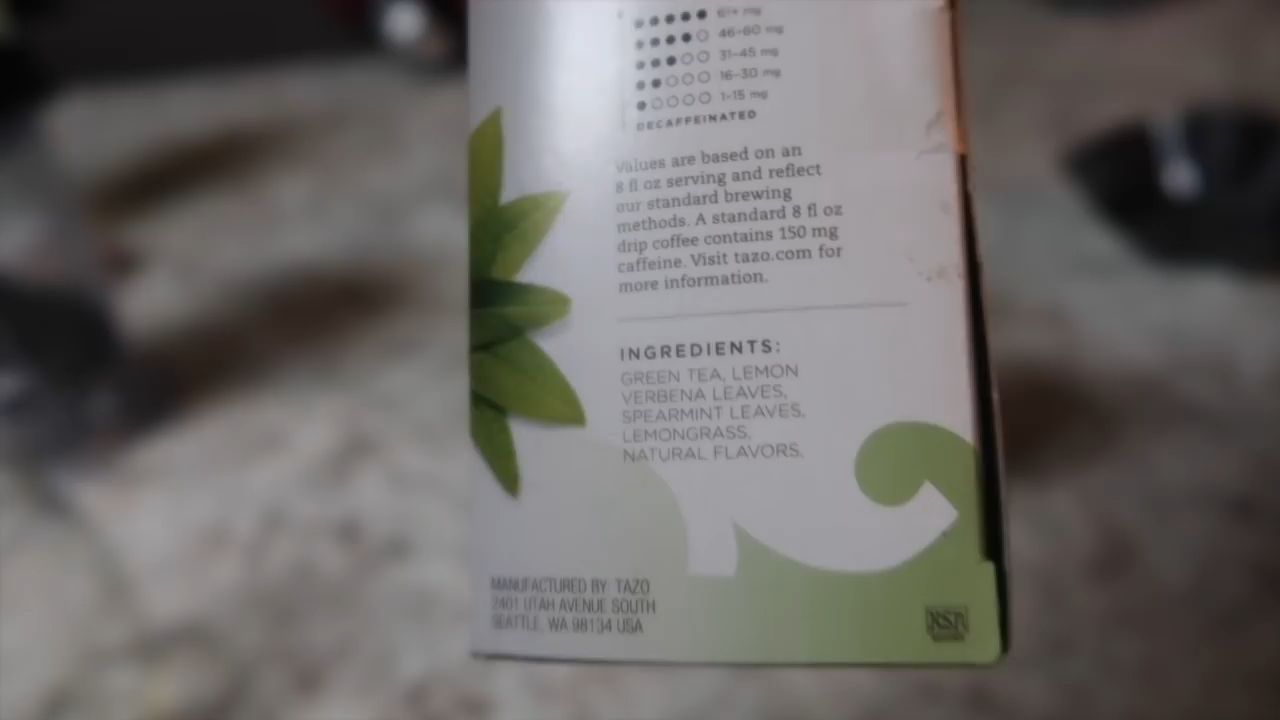 61+ mg
46-60 mg
31-45 mg
16-30 mg
1-15 mg
DECAFFEINATED
Values are based on an
8 fl oz serving and reflect
our standard brewing
methods. A standard 8 fl oz
drip coffee contains 150 mg
caffeine. Visit tazo.com for
more information.
INGREDIENTS:
GREEN TEA, LEMON
VERBENA LEAVES,
SPEARMINT LEAVES,
LEMONGRASS,
NATURAL FLAVORS.
MANUFACTURED BY: TAZO
2401 UTAH AVENUE SOUTH
SEATTLE, WA 98134 USA
KSA